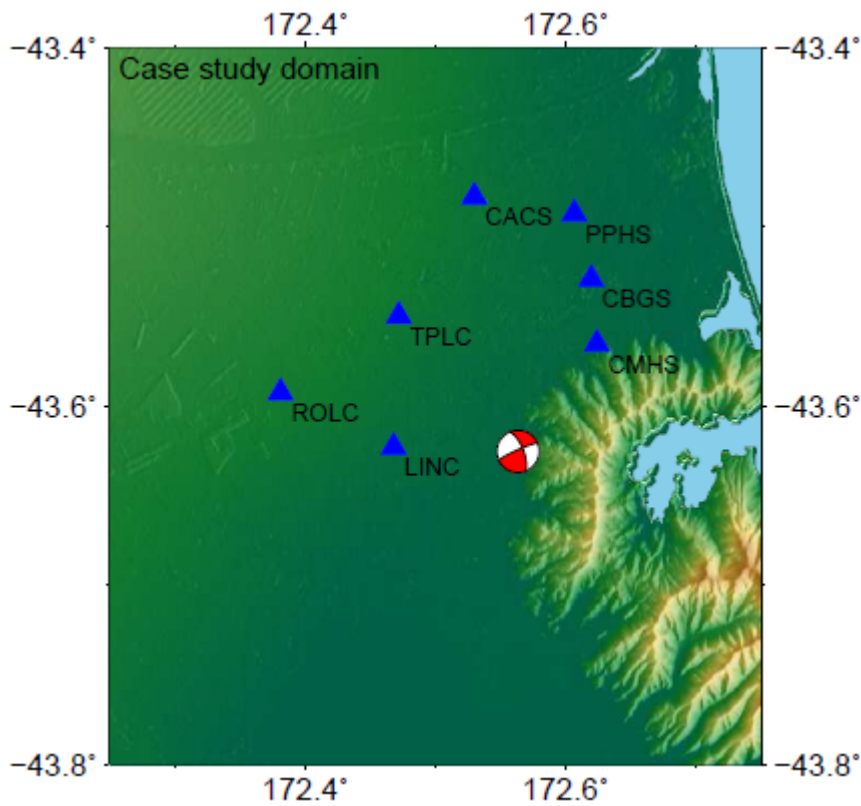 172.4° 172.6°
−43.4° −43.4°
Case study domain
CACS
PPHS
CBGS
TPLC
CMHS
−43.6° −43.6°
ROLC
LINC
−43.8° −43.8°
172.4° 172.6°